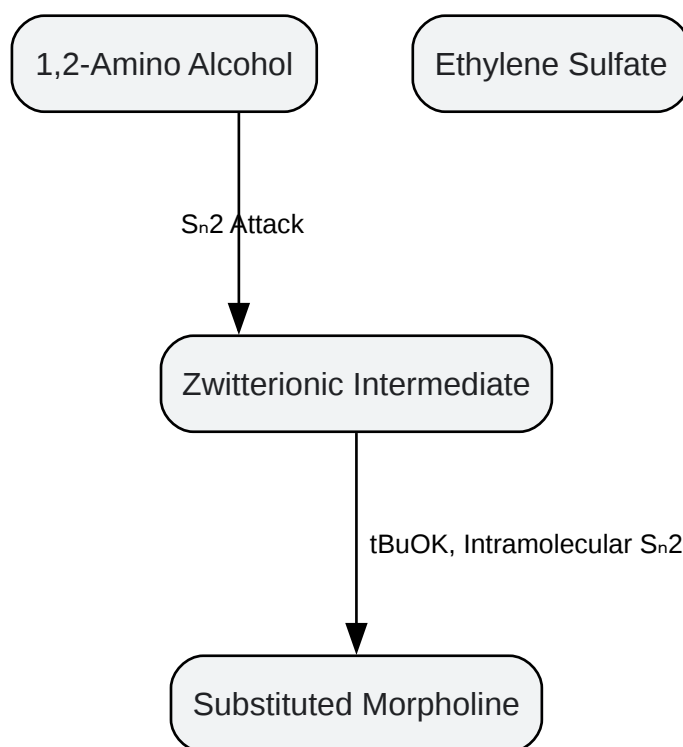 1,2-Amino Alcohol
Ethylene Sulfate
Sₙ2 Attack
Zwitterionic Intermediate
tBuOK, Intramolecular Sₙ2
Substituted Morpholine